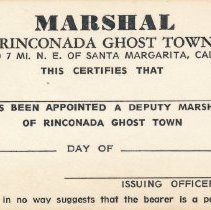 MARSHAL
RINCONADA GHOST TOWN
7 MI. N. E. OF SANTA MARGARITA, CAL
THIS CERTIFIES THAT
S BEEN APPOINTED A DEPUTY MARSH
OF RINCONADA GHOST TOWN
DAY OF
ISSUING OFFICER
in no way suggests that the bearer is a p